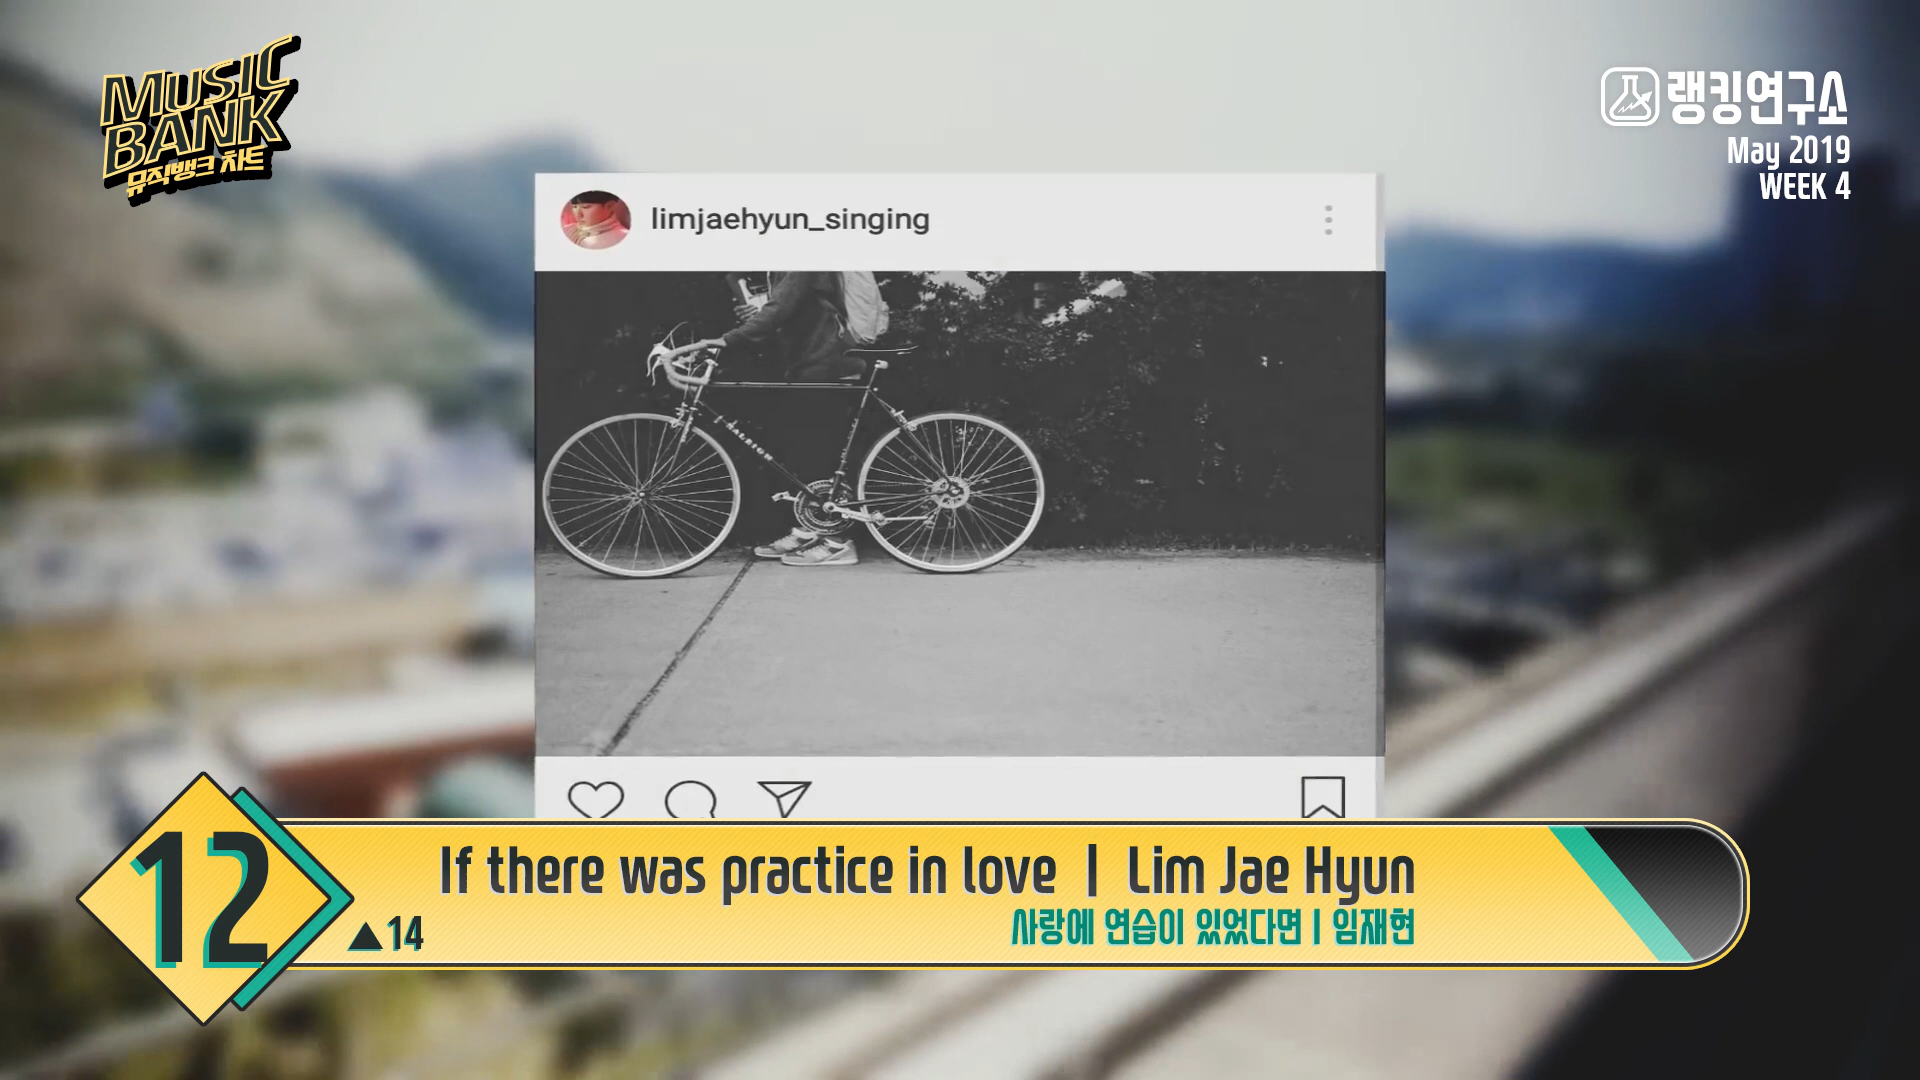 MUSIC
BANK
뮤직뱅크 차트
랭킹연구소
May 2019
WEEK 4
limjaehyun_singing
RALEIGH
12
▲14
If there was practice in love | Lim Jae Hyun
사랑에 연습이 있었다면 | 임재현